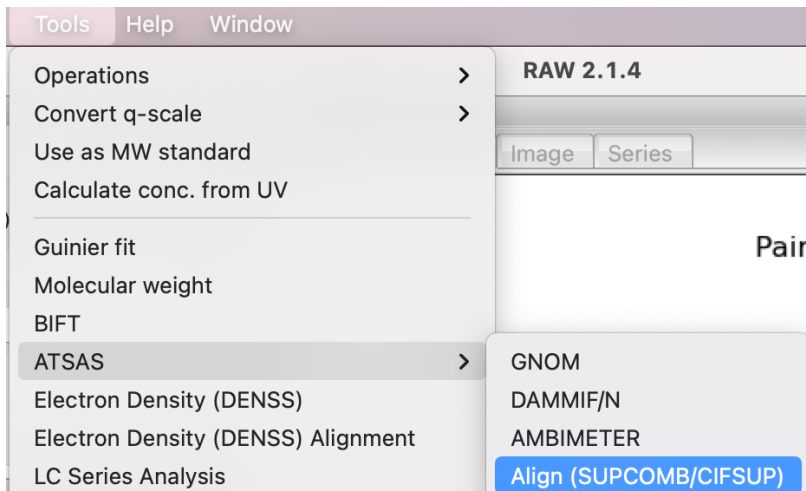 Tools Help Window
RAW 2.1.4
Operations
Convert q-scale
Use as MW standard
Calculate conc. from UV
Guinier fit
Molecular weight
BIFT
ATSAS
Electron Density (DENSS)
Electron Density (DENSS) Alignment
LC Series Analysis
Image Series
Pair
GNOM
DAMMIF/N
AMBIMETER
Align (SUPCOMB/CIFSUP)